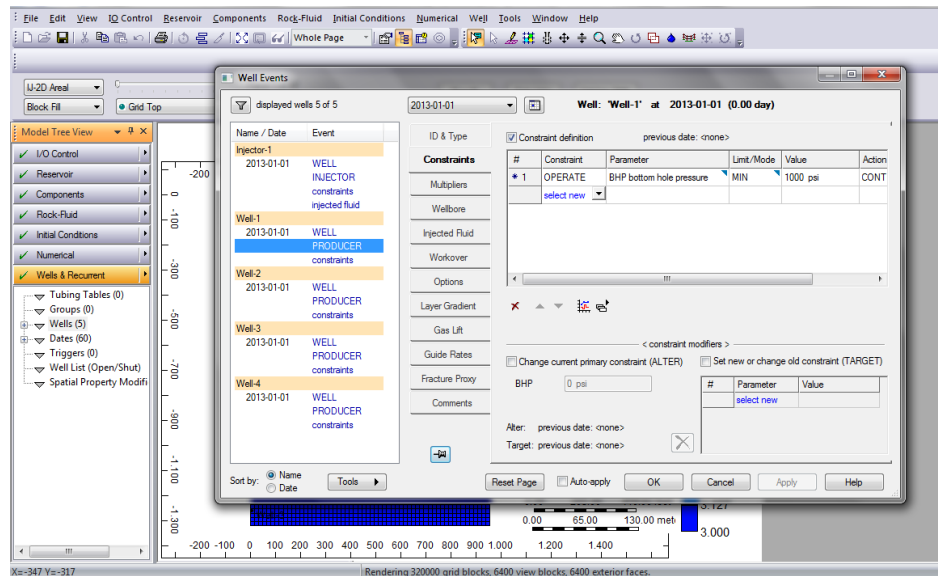 File Edit View IO Control Reservoir Components Rock-Fluid Initial Conditions Numerical Well Tools Window Help
Whole Page
IJ-2D Areal
Block Fill Grid Top
Model Tree View
I/O Control
Reservoir
Components
Rock-Fluid
Initial Conditions
Numerical
Wells & Recurrent
Tubing Tables (0)
Groups (0)
Wells (5)
Dates (60)
Triggers (0)
Well List (Open/Shut)
Spatial Property Modifi
-200
0
-100
-300
-500
-700
-900
-1.100
-1.300
Well Events
displayed wells 5 of 5
2013-01-01
Well: 'Well-1' at 2013-01-01 (0.00 day)
Name / Date Event
Injector-1
2013-01-01 WELL
INJECTOR
constraints
injected fluid
Well-1
2013-01-01 WELL
PRODUCER
constraints
Well-2
2013-01-01 WELL
PRODUCER
constraints
Well-3
2013-01-01 WELL
PRODUCER
constraints
Well-4
2013-01-01 WELL
PRODUCER
constraints
Sort by: Name
Date
Tools
ID & Type
Constraints
Multipliers
Wellbore
Injected Fluid
Workover
Options
Layer Gradient
Gas Lift
Guide Rates
Fracture Proxy
Comments
Constraint definition previous date: <none>
# Constraint Parameter Limit/Mode Value Action
* 1 OPERATE BHP bottom hole pressure MIN 1000 psi CONT
select new
< constraint modifiers >
Change current primary constraint (ALTER) Set new or change old constraint (TARGET)
BHP 0 psi
# Parameter Value
select new
Alter: previous date: <none>
Target: previous date: <none>
Reset Page Auto-apply OK Cancel Apply Help
3.127
0.00 65.00 130.00 met
3.000
-200 -100 0 100 200 300 400 500 600 700 800 900 1.000 1.200 1.400
X=-347 Y=-317 Rendering 320000 grid blocks, 6400 view blocks, 6400 exterior faces.